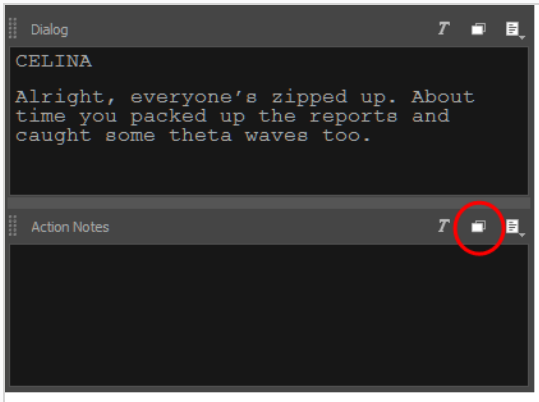 Dialog T
CELINA
Alright, everyone's zipped up. About
time you packed up the reports and
caught some theta waves too.
Action Notes T